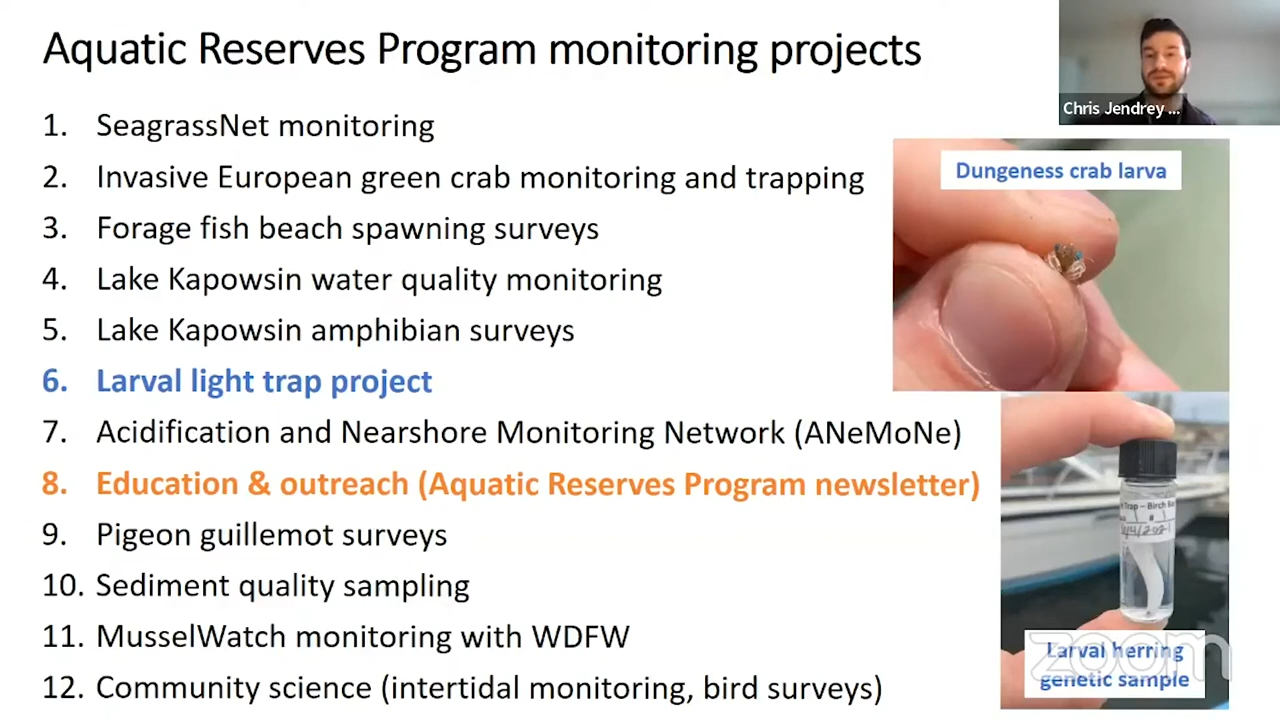 Aquatic Reserves Program monitoring projects
Chris Jendrey ...
1. SeagrassNet monitoring
2. Invasive European green crab monitoring and trapping
3. Forage fish beach spawning surveys
4. Lake Kapowsin water quality monitoring
5. Lake Kapowsin amphibian surveys
6. Larval light trap project
7. Acidification and Nearshore Monitoring Network (ANeMoNe)
8. Education & outreach (Aquatic Reserves Program newsletter)
9. Pigeon guillemot surveys
10. Sediment quality sampling
11. MusselWatch monitoring with WDFW
12. Community science (intertidal monitoring, bird surveys)
Dungeness crab larva
Trap – Birch
Larval herring
genetic sample
zoom